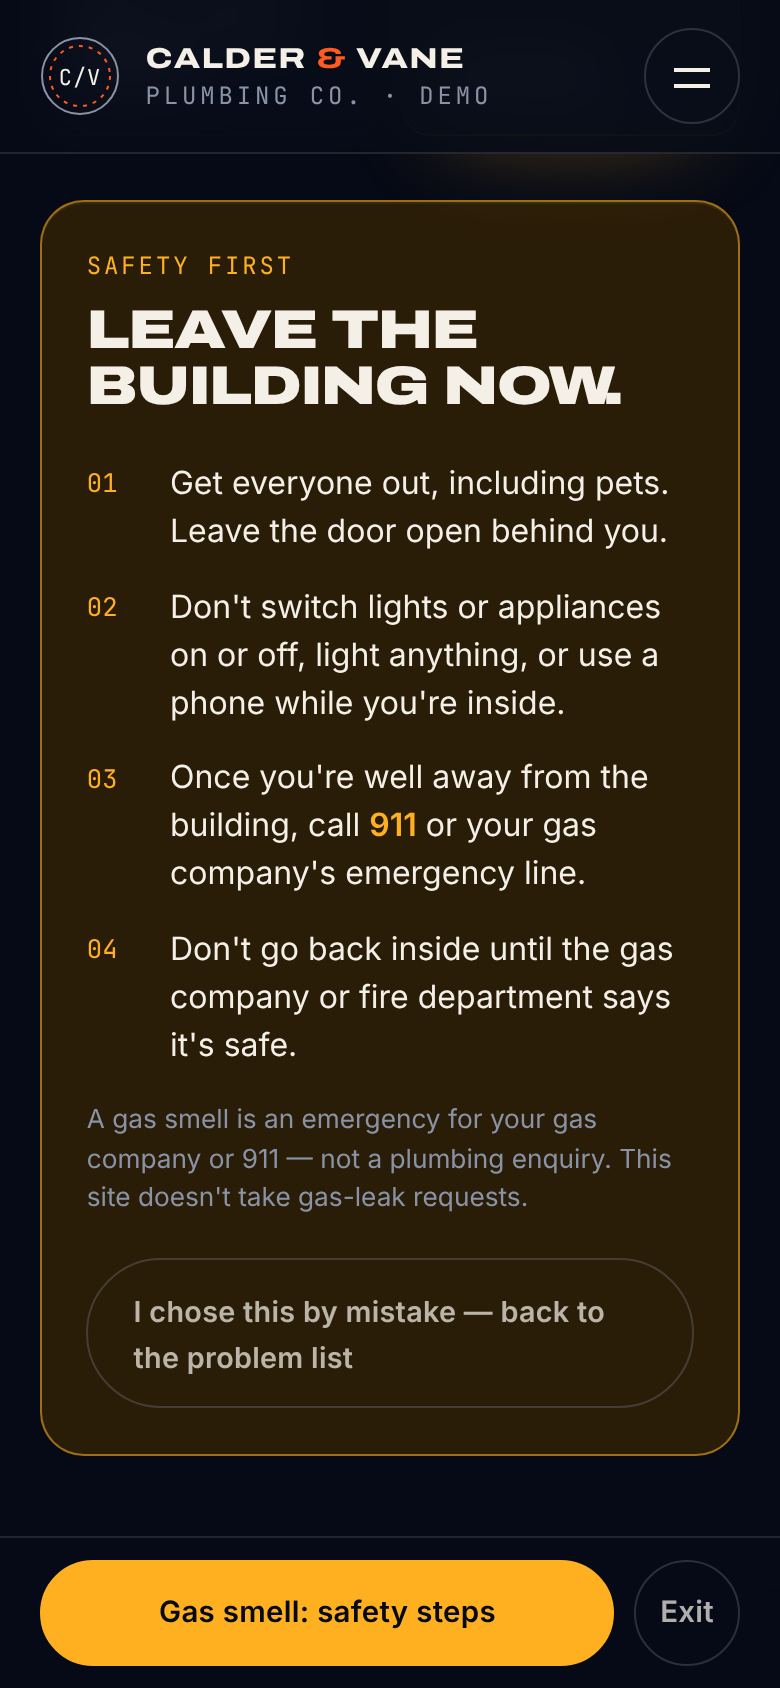 C/V
CALDER & VANE
PLUMBING CO. · DEMO
SAFETY FIRST
LEAVE THE
BUILDING NOW.
01 Get everyone out, including pets.
Leave the door open behind you.
02 Don't switch lights or appliances
on or off, light anything, or use a
phone while you're inside.
03 Once you're well away from the
building, call 911 or your gas
company's emergency line.
04 Don't go back inside until the gas
company or fire department says
it's safe.
A gas smell is an emergency for your gas
company or 911 — not a plumbing enquiry. This
site doesn't take gas-leak requests.
I chose this by mistake — back to
the problem list
Gas smell: safety steps
Exit